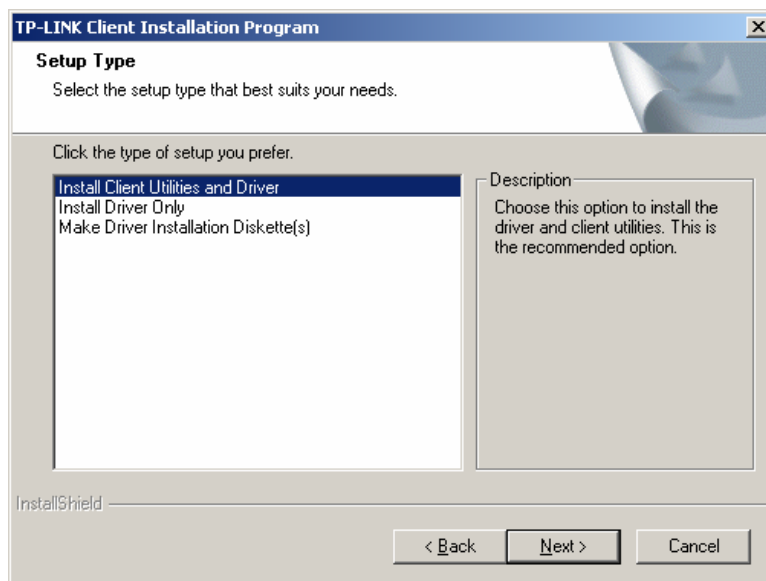 TP-LINK Client Installation Program
Setup Type
Select the setup type that best suits your needs.
Click the type of setup you prefer.
Install Client Utilities and Driver
Install Driver Only
Make Driver Installation Diskette(s)
Description
Choose this option to install the
driver and client utilities. This is
the recommended option.
InstallShield
< Back
Next >
Cancel